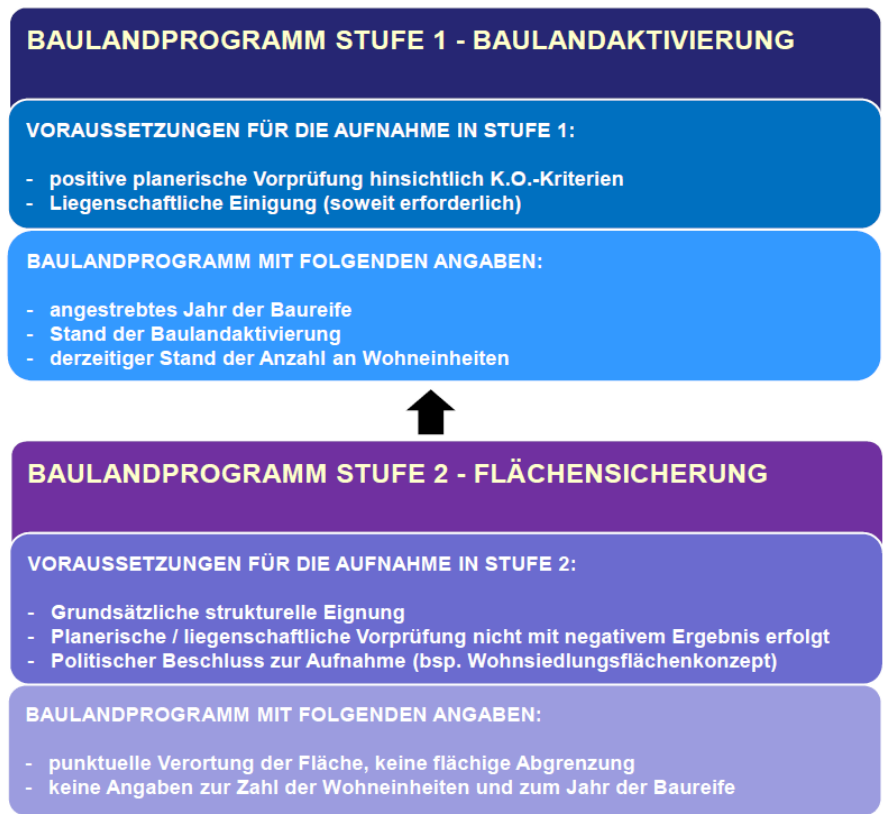 BAULANDPROGRAMM STUFE 1 - BAULANDAKTIVIERUNG
VORAUSSETZUNGEN FÜR DIE AUFNAHME IN STUFE 1:
- positive planerische Vorprüfung hinsichtlich K.O.-Kriterien
- Liegenschaftliche Einigung (soweit erforderlich)
BAULANDPROGRAMM MIT FOLGENDEN ANGABEN:
- angestrebtes Jahr der Baureife
- Stand der Baulandaktivierung
- derzeitiger Stand der Anzahl an Wohneinheiten
BAULANDPROGRAMM STUFE 2 - FLÄCHENSICHERUNG
VORAUSSETZUNGEN FÜR DIE AUFNAHME IN STUFE 2:
- Grundsätzliche strukturelle Eignung
- Planerische / liegenschaftliche Vorprüfung nicht mit negativem Ergebnis erfolgt
- Politischer Beschluss zur Aufnahme (bsp. Wohnsiedlungsflächenkonzept)
BAULANDPROGRAMM MIT FOLGENDEN ANGABEN:
- punktuelle Verortung der Fläche, keine flächige Abgrenzung
- keine Angaben zur Zahl der Wohneinheiten und zum Jahr der Baureife